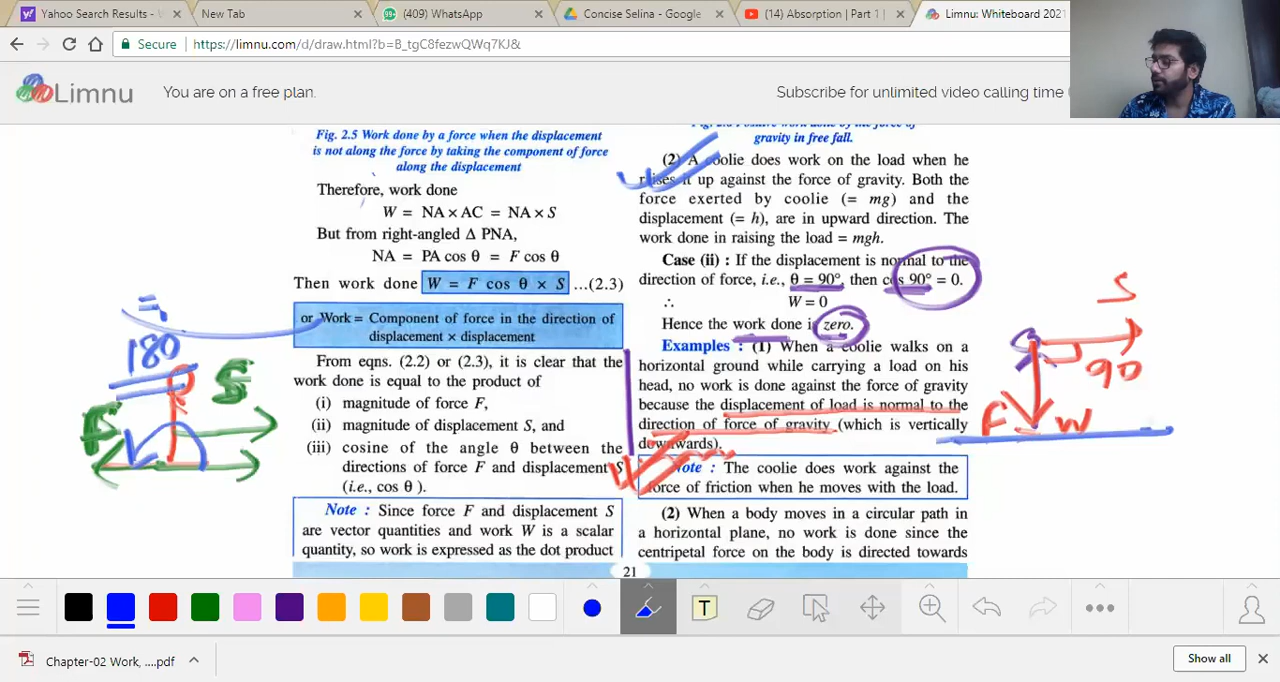 Yahoo Search Results -
New Tab
(409) WhatsApp
Concise Selina - Google
(14) Absorption | Part 1 |
Limnu: Whiteboard 2021
Secure
https://limnu.com/d/draw.html?b=B_tgC8fezwQWq7KJ&
Limnu
You are on a free plan.
Subscribe for unlimited video calling time
Fig. 2.5 Work done by a force when the displacement
is not along the force by taking the component of force
along the displacement
Therefore, work done
W = NA × AC = NA × S
But from right-angled Δ PNA,
NA = PA cos θ = F cos θ
Then work done W = F cos θ × S ...(2.3)
or Work = Component of force in the direction of
displacement × displacement
From eqns. (2.2) or (2.3), it is clear that the
work done is equal to the product of
(i) magnitude of force F,
(ii) magnitude of displacement S, and
(iii) cosine of the angle θ between the
directions of force F and displacement S
(i.e., cos θ ).
Note : Since force F and displacement S
are vector quantities and work W is a scalar
quantity, so work is expressed as the dot product
gravity in free fall.
(2) A coolie does work on the load when he
raises it up against the force of gravity. Both the
force exerted by coolie (= mg) and the
displacement (= h), are in upward direction. The
work done in raising the load = mgh.
Case (ii) : If the displacement is normal to the
direction of force, i.e., θ = 90°, then cos 90° = 0.
∴ W = 0
Hence the work done is zero.
Examples : (1) When a coolie walks on a
horizontal ground while carrying a load on his
head, no work is done against the force of gravity
because the displacement of load is normal to the
direction of force of gravity (which is vertically
downwards).
Note : The coolie does work against the
force of friction when he moves with the load.
(2) When a body moves in a circular path in
a horizontal plane, no work is done since the
centripetal force on the body is directed towards
21
180
F
S
S
90
F W
T
Chapter-02 Work, ....pdf
Show all